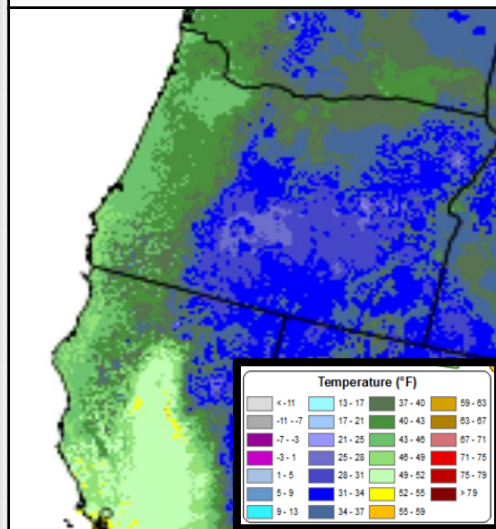 Temperature (°F)
< -11 13 - 17 37 - 40 59 - 63
-11 - -7 17 - 21 40 - 43 63 - 67
-7 - -3 21 - 25 43 - 46 67 - 71
-3 - 1 25 - 28 46 - 49 71 - 75
1 - 5 28 - 31 49 - 52 75 - 79
5 - 9 31 - 34 52 - 55 > 79
9 - 13 34 - 37 55 - 59